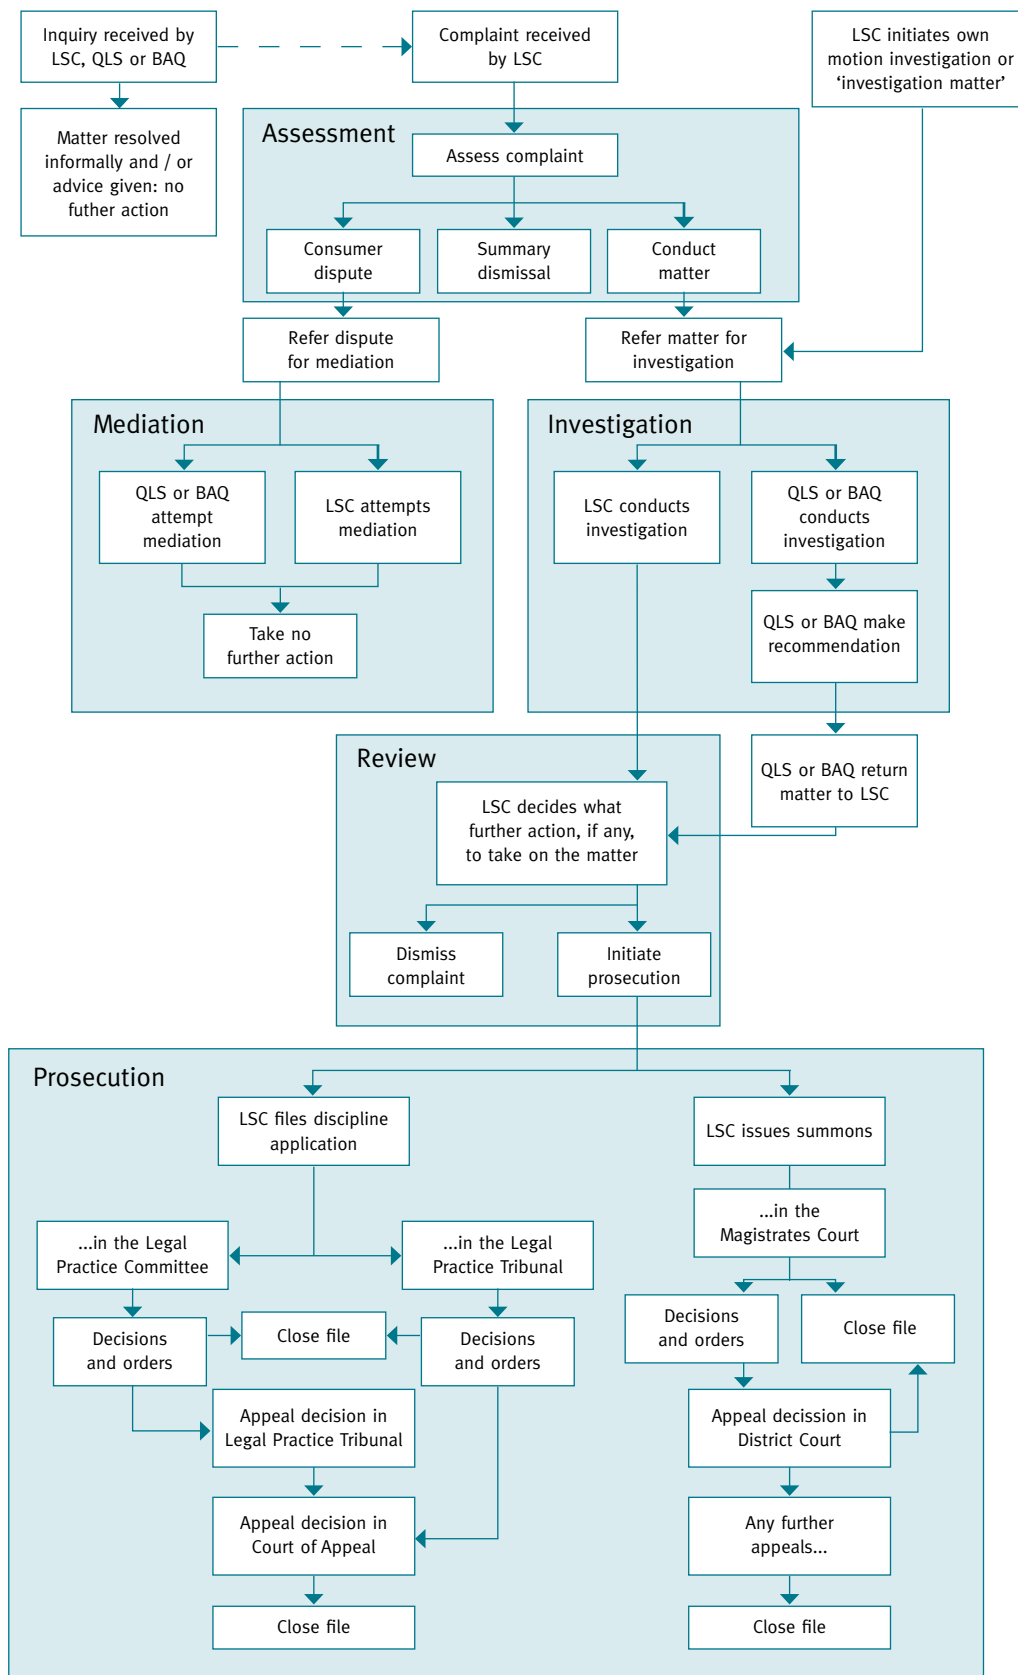 Inquiry received by
LSC, QLS or BAQ
Complaint received
by LSC
LSC initiates own
motion investigation or
‘investigation matter’
Matter resolved
informally and / or
advice given: no
futher action
Assessment
Assess complaint
Consumer
dispute
Summary
dismissal
Conduct
matter
Refer dispute
for mediation
Refer matter for
investigation
Mediation
QLS or BAQ
attempt
mediation
LSC attempts
mediation
Take no
further action
Investigation
LSC conducts
investigation
QLS or BAQ
conducts
investigation
QLS or BAQ make
recommendation
QLS or BAQ return
matter to LSC
Review
LSC decides what
further action, if any,
to take on the matter
Dismiss
complaint
Initiate
prosecution
Prosecution
LSC files discipline
application
LSC issues summons
...in the Legal
Practice Committee
...in the Legal
Practice Tribunal
...in the
Magistrates Court
Decisions
and orders
Close file
Decisions
and orders
Decisions
and orders
Close file
Appeal decision in
Legal Practice Tribunal
Appeal decission in
District Court
Appeal decision in
Court of Appeal
Any further
appeals...
Close file
Close file